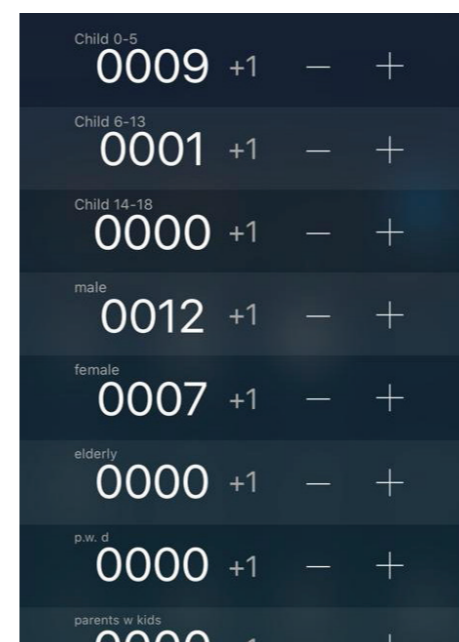 Child 0-5
0009 +1 — +
Child 6-13
0001 +1 — +
Child 14-18
0000 +1 — +
male
0012 +1 — +
female
0007 +1 — +
elderly
0000 +1 — +
p.w. d
0000 +1 — +
parents w kids